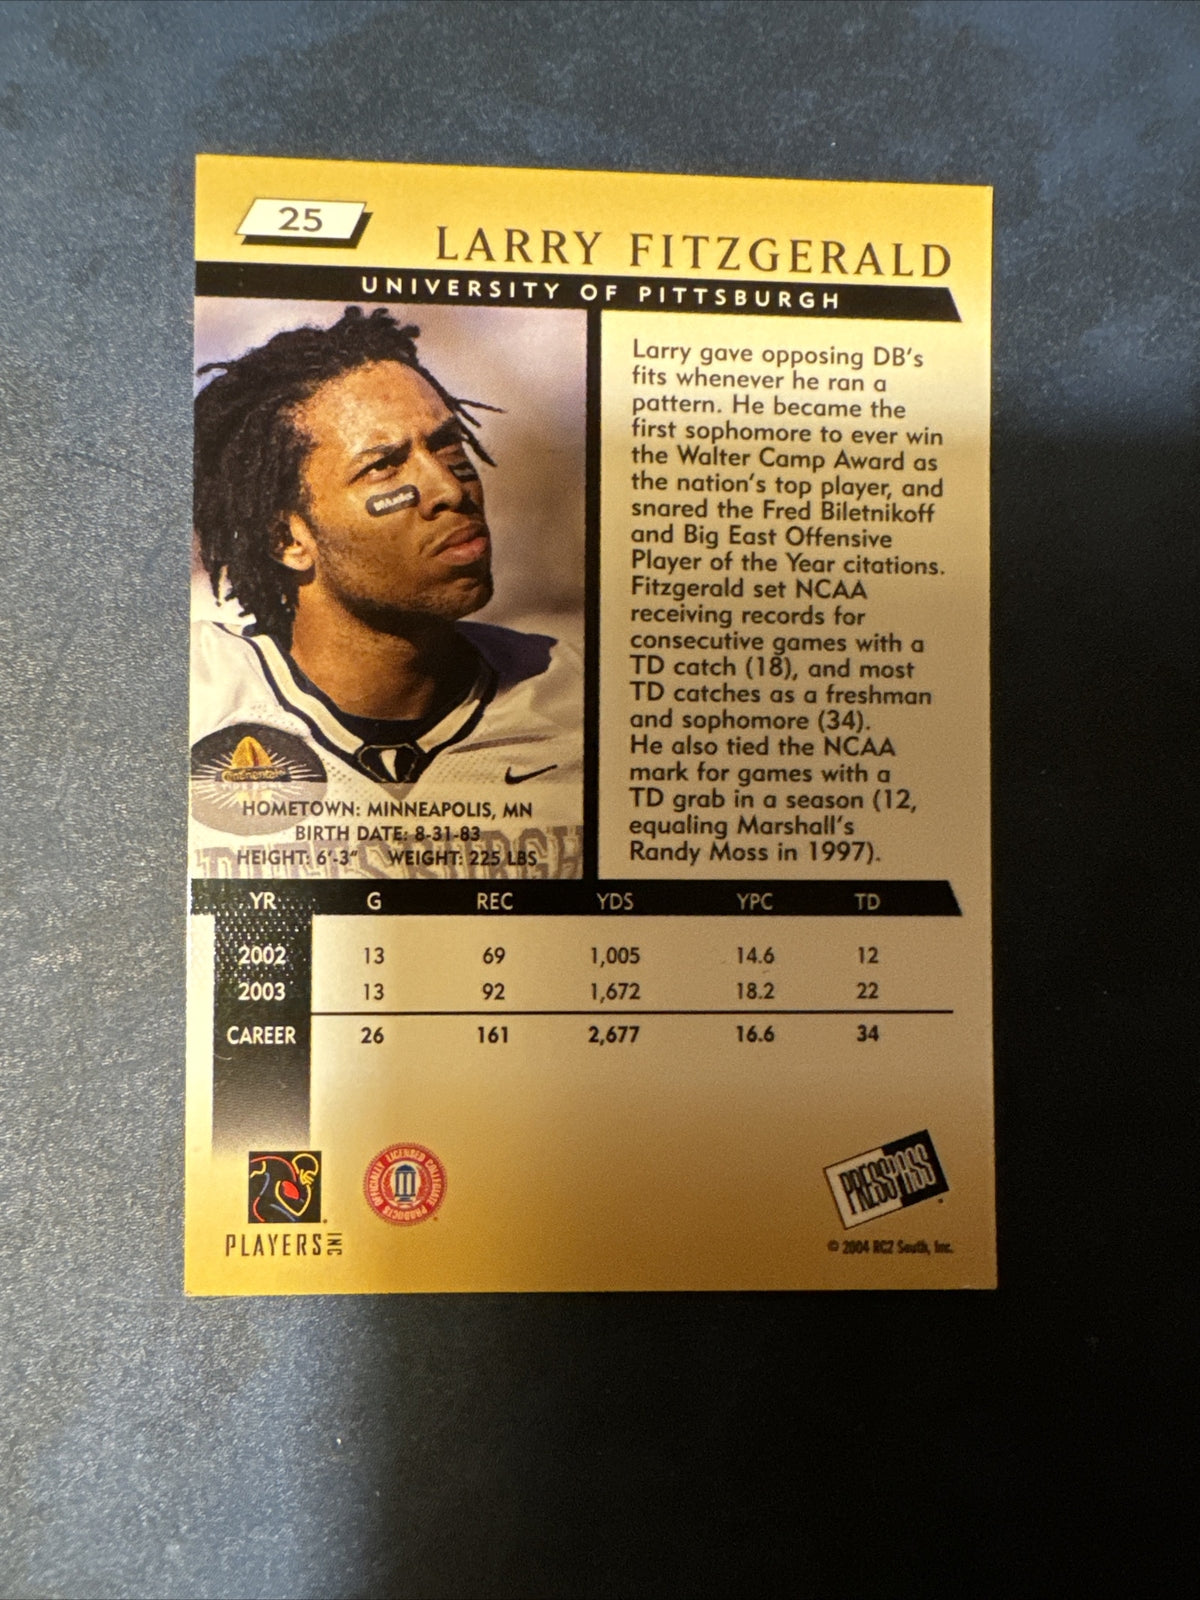 25
LARRY FITZGERALD
UNIVERSITY OF PITTSBURGH
Larry gave opposing DB's
fits whenever he ran a
pattern. He became the
first sophomore to ever win
the Walter Camp Award as
the nation's top player, and
snared the Fred Biletnikoff
and Big East Offensive
Player of the Year citations.
Fitzgerald set NCAA
receiving records for
consecutive games with a
TD catch (18), and most
TD catches as a freshman
and sophomore (34).
He also tied the NCAA
mark for games with a
TD grab in a season (12,
equaling Marshall's
Randy Moss in 1997).
Continental
HOMETOWN: MINNEAPOLIS, MN
BIRTH DATE: 8-31-83
HEIGHT: 6'-3" WEIGHT: 225 LBS
PITTSBURGH
YR G REC YDS YPC TD
2002 13 69 1,005 14.6 12
2003 13 92 1,672 18.2 22
CAREER 26 161 2,677 16.6 34
PLAYERS INC
OFFICIALLY LICENSED COLLEGIATE PRODUCTS
PRESS PASS
© 2004 RC2 South, Inc.